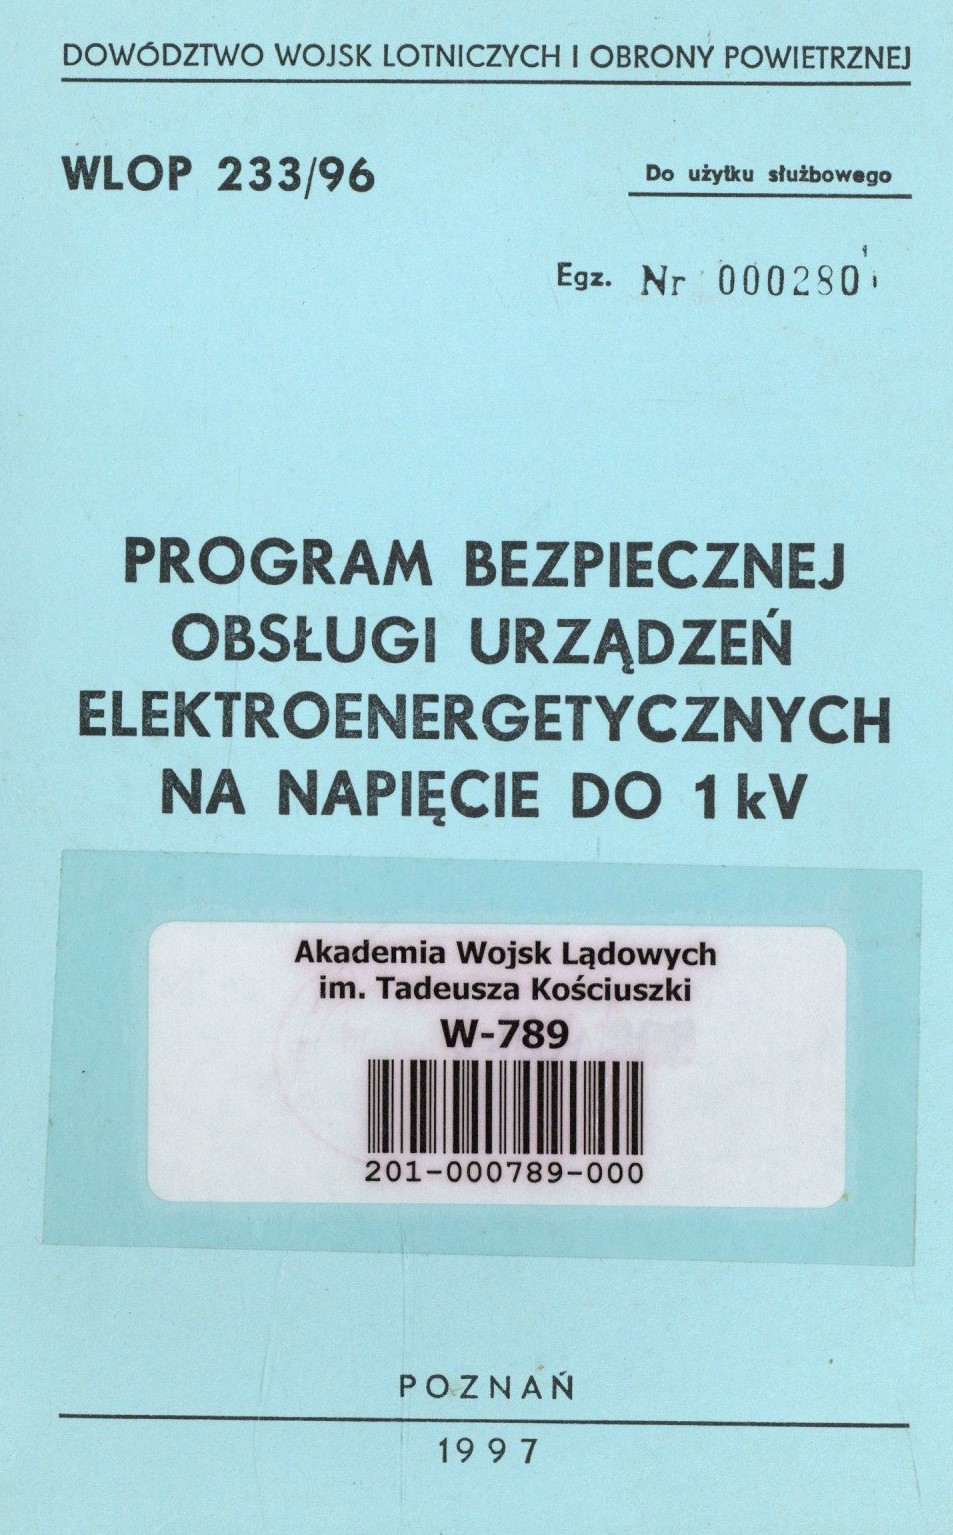 DOWÓDZTWO WOJSK LOTNICZYCH I OBRONY POWIETRZNEJ
WLOP 233/96
Do użytku służbowego
Egz. Nr 000280
PROGRAM BEZPIECZNEJ
OBSŁUGI URZĄDZEŃ
ELEKTROENERGETYCZNYCH
NA NAPIĘCIE DO 1 kV
Akademia Wojsk Lądowych
im. Tadeusza Kościuszki
W-789
201-000789-000
POZNAŃ
1997